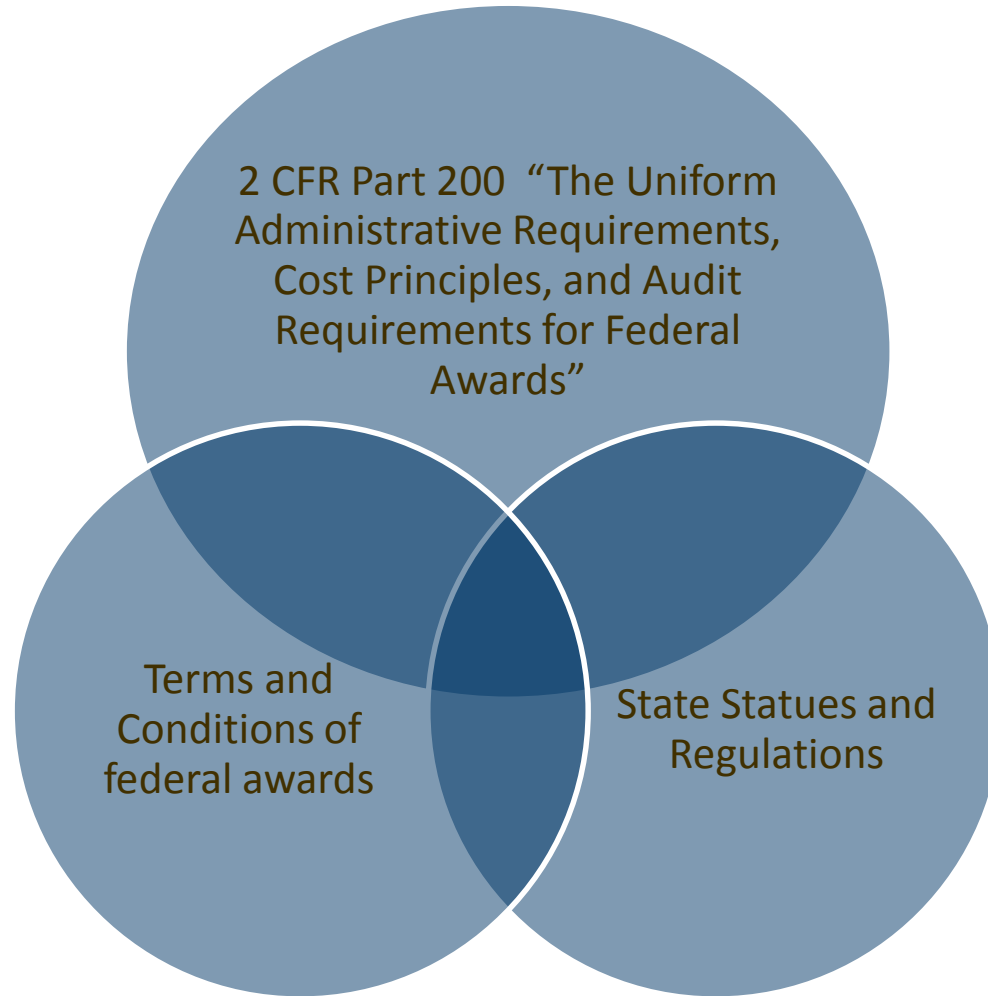 2 CFR Part 200  “The Uniform
Administrative Requirements,
Cost Principles, and Audit
Requirements for Federal
Awards”
Terms and
Conditions of
federal awards
State Statues and
Regulations